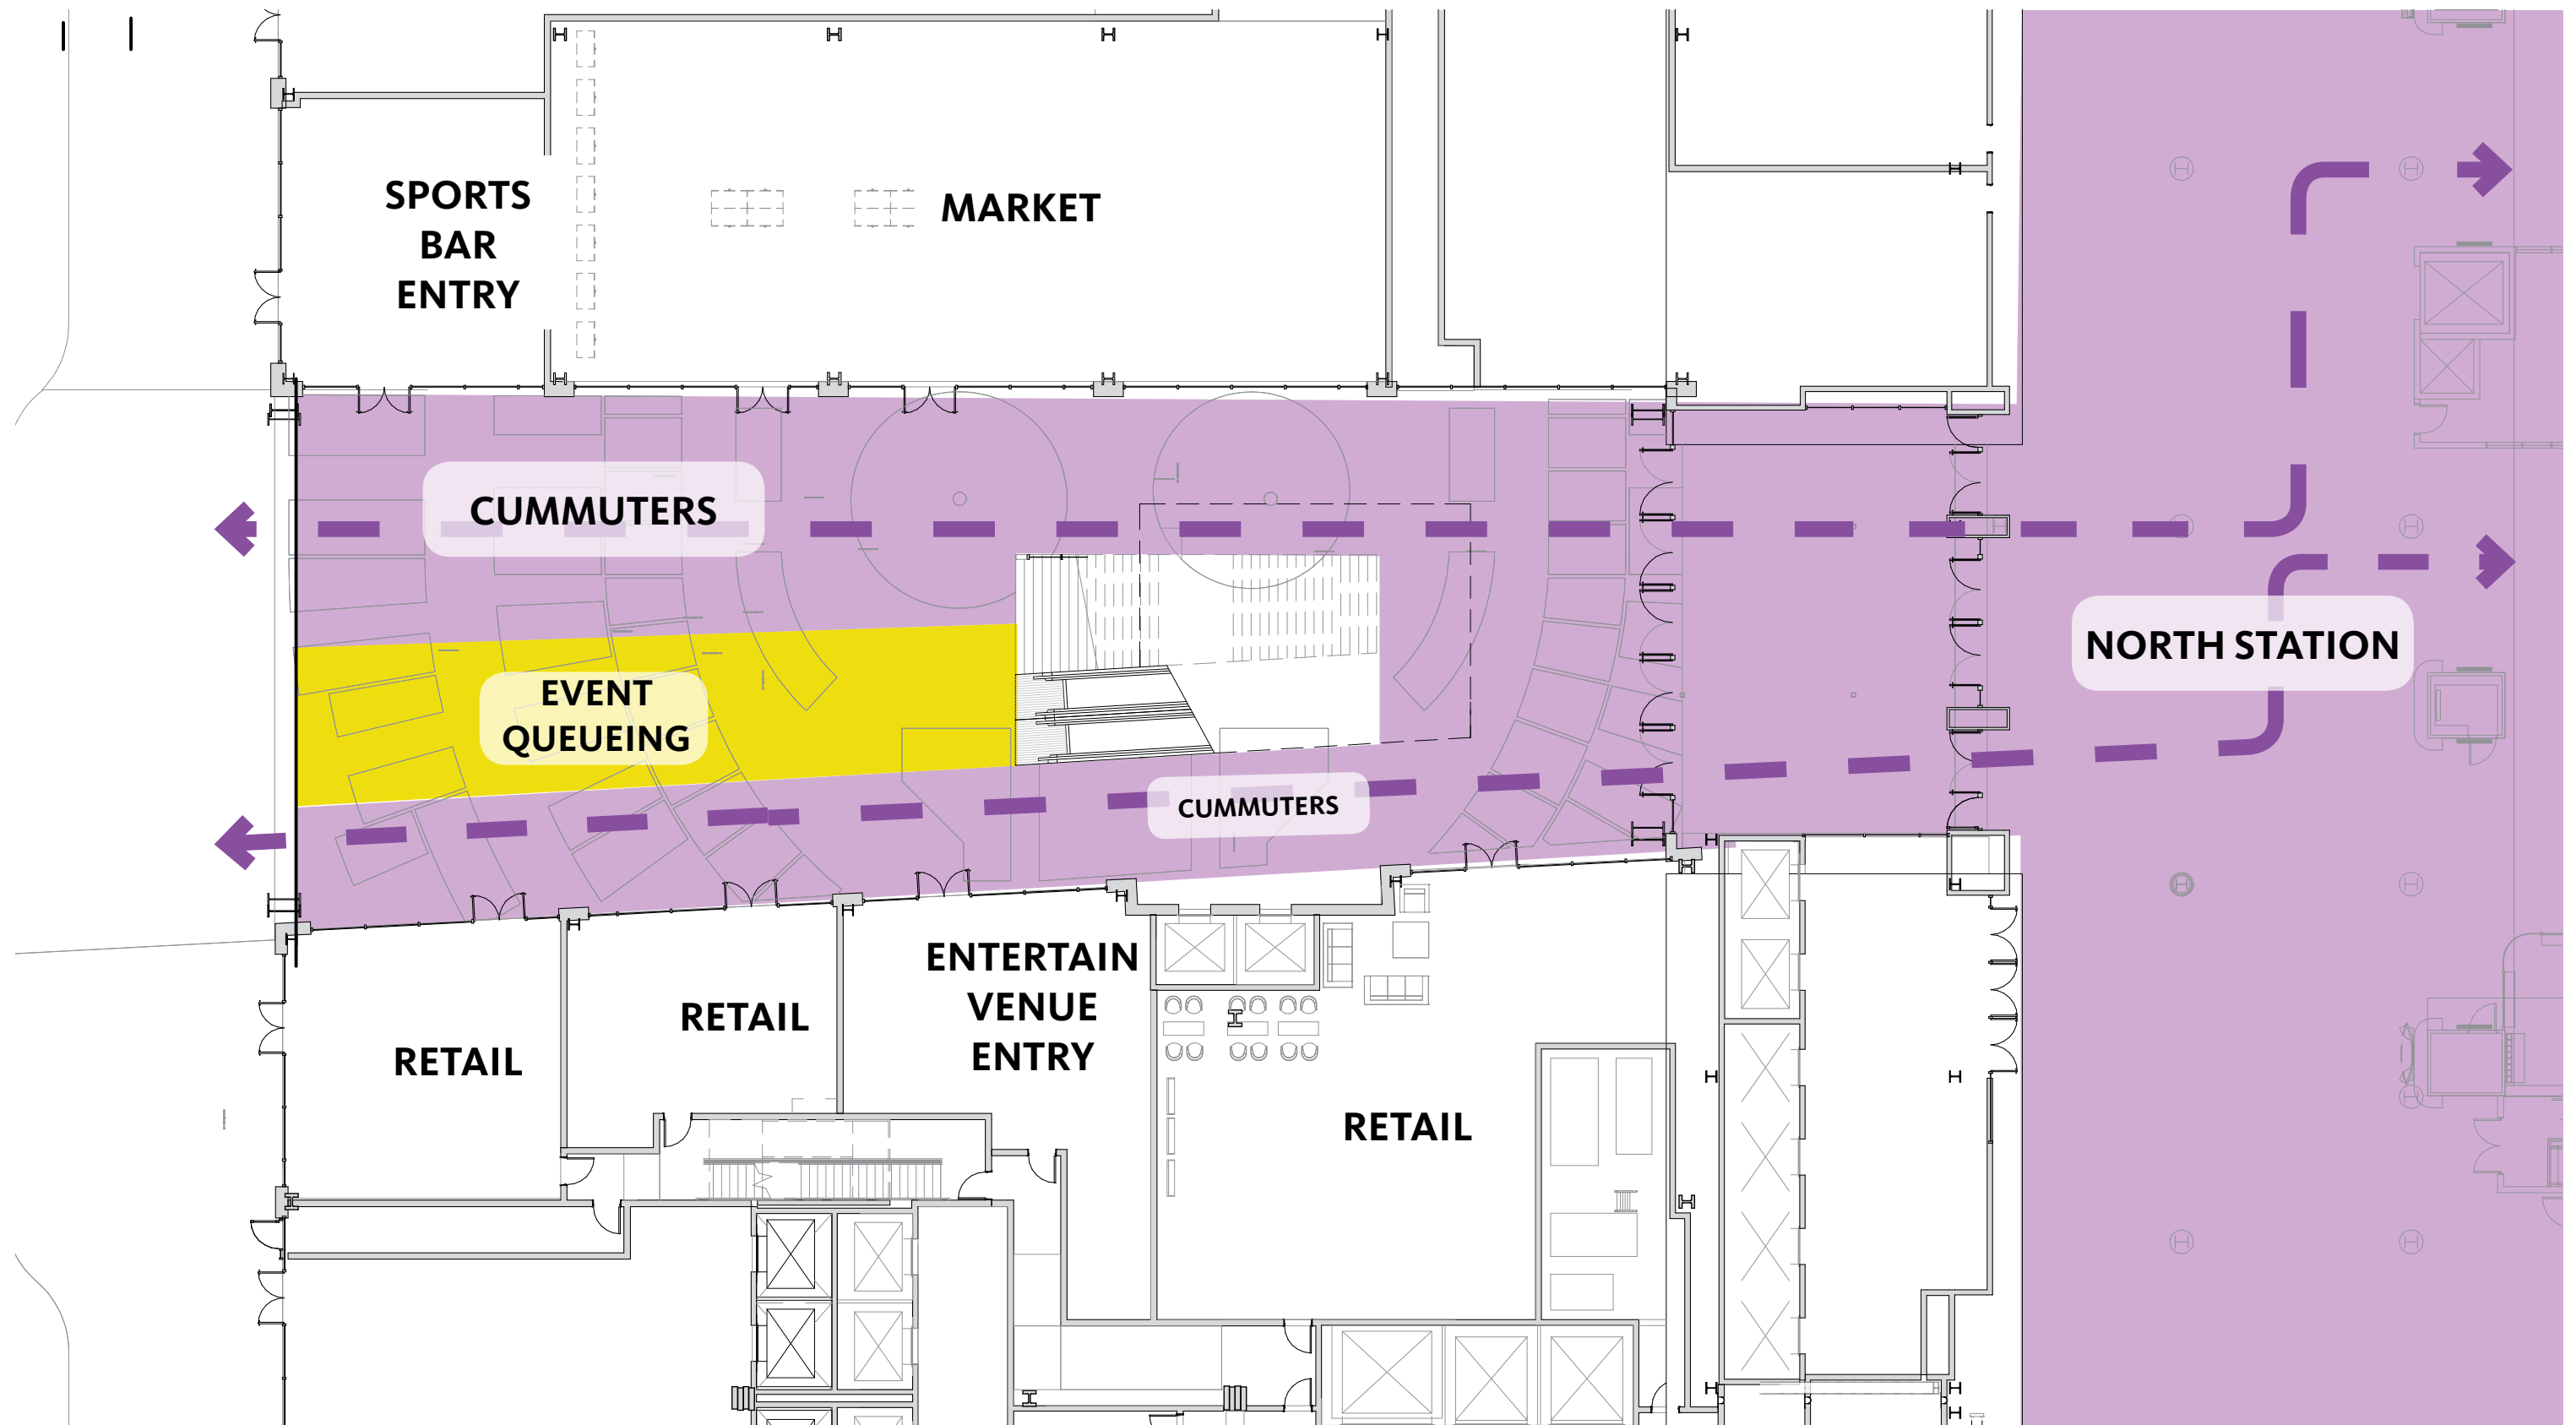 SPORTS
BAR
ENTRY
MARKET
CUMMUTERS
NORTH STATION
EVENT
QUEUEING
CUMMUTERS
ENTERTAIN
VENUE
ENTRY
RETAIL
RETAIL
RETAIL